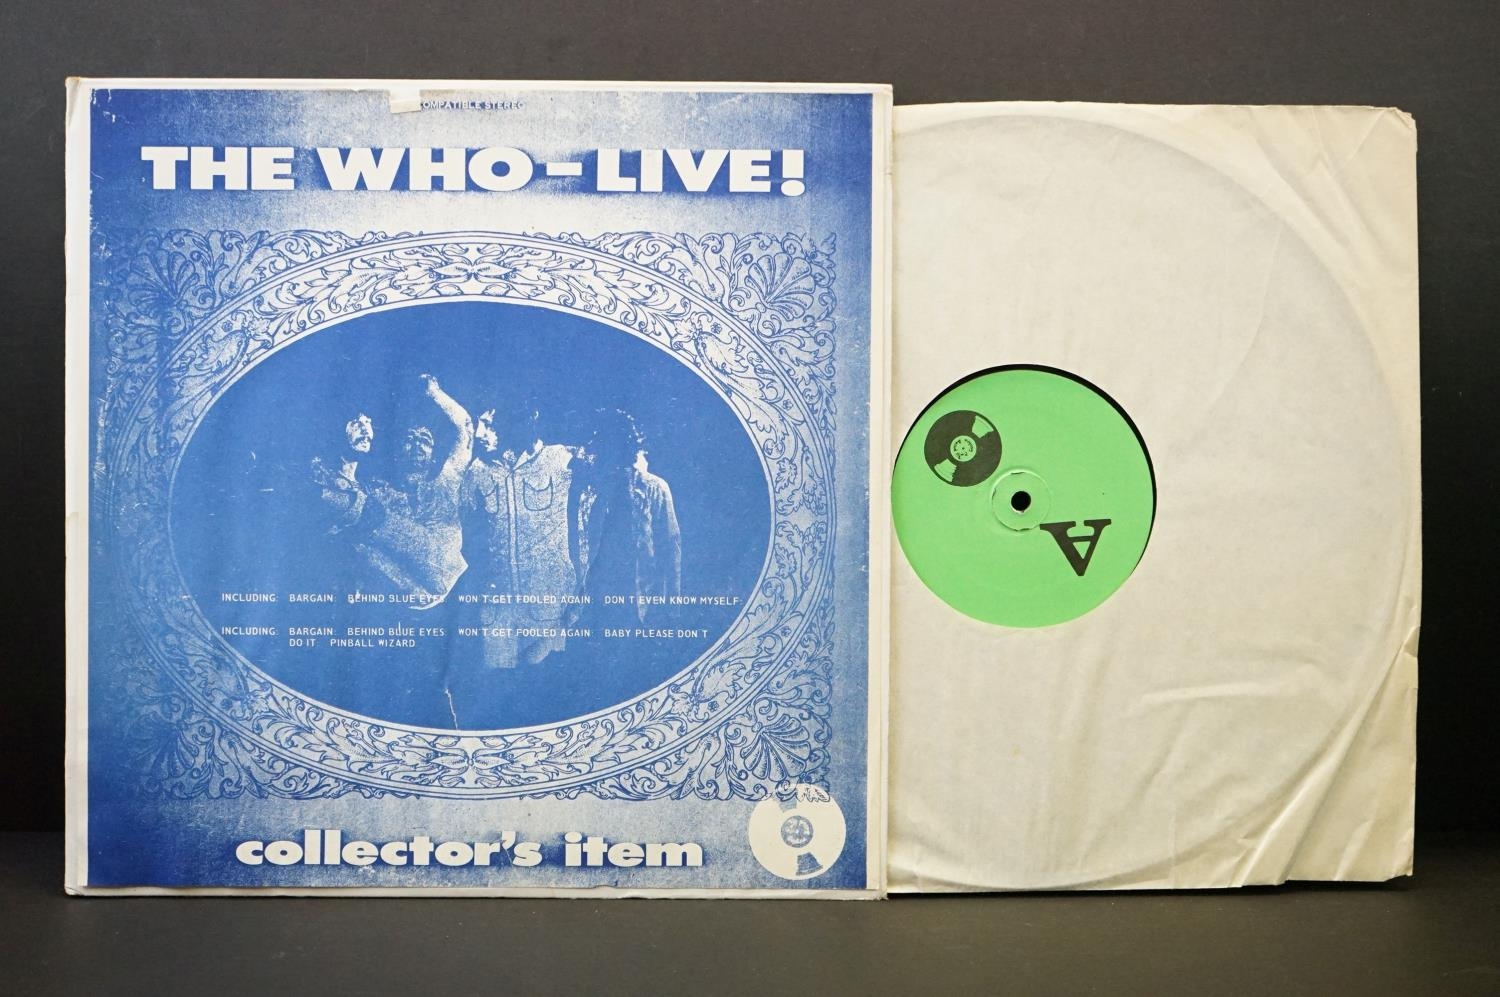 COMPATIBLE STEREO
THE WHO-LIVE!
INCLUDING: BARGAIN: BEHIND BLUE EYES: WON'T GET FOOLED AGAIN: DON T EVEN KNOW MYSELF:
INCLUDING: BARGAIN: BEHIND BLUE EYES: WON'T GET FOOLED AGAIN: BABY PLEASE DON T
DO IT: PINBALL WIZARD
collector's item
A